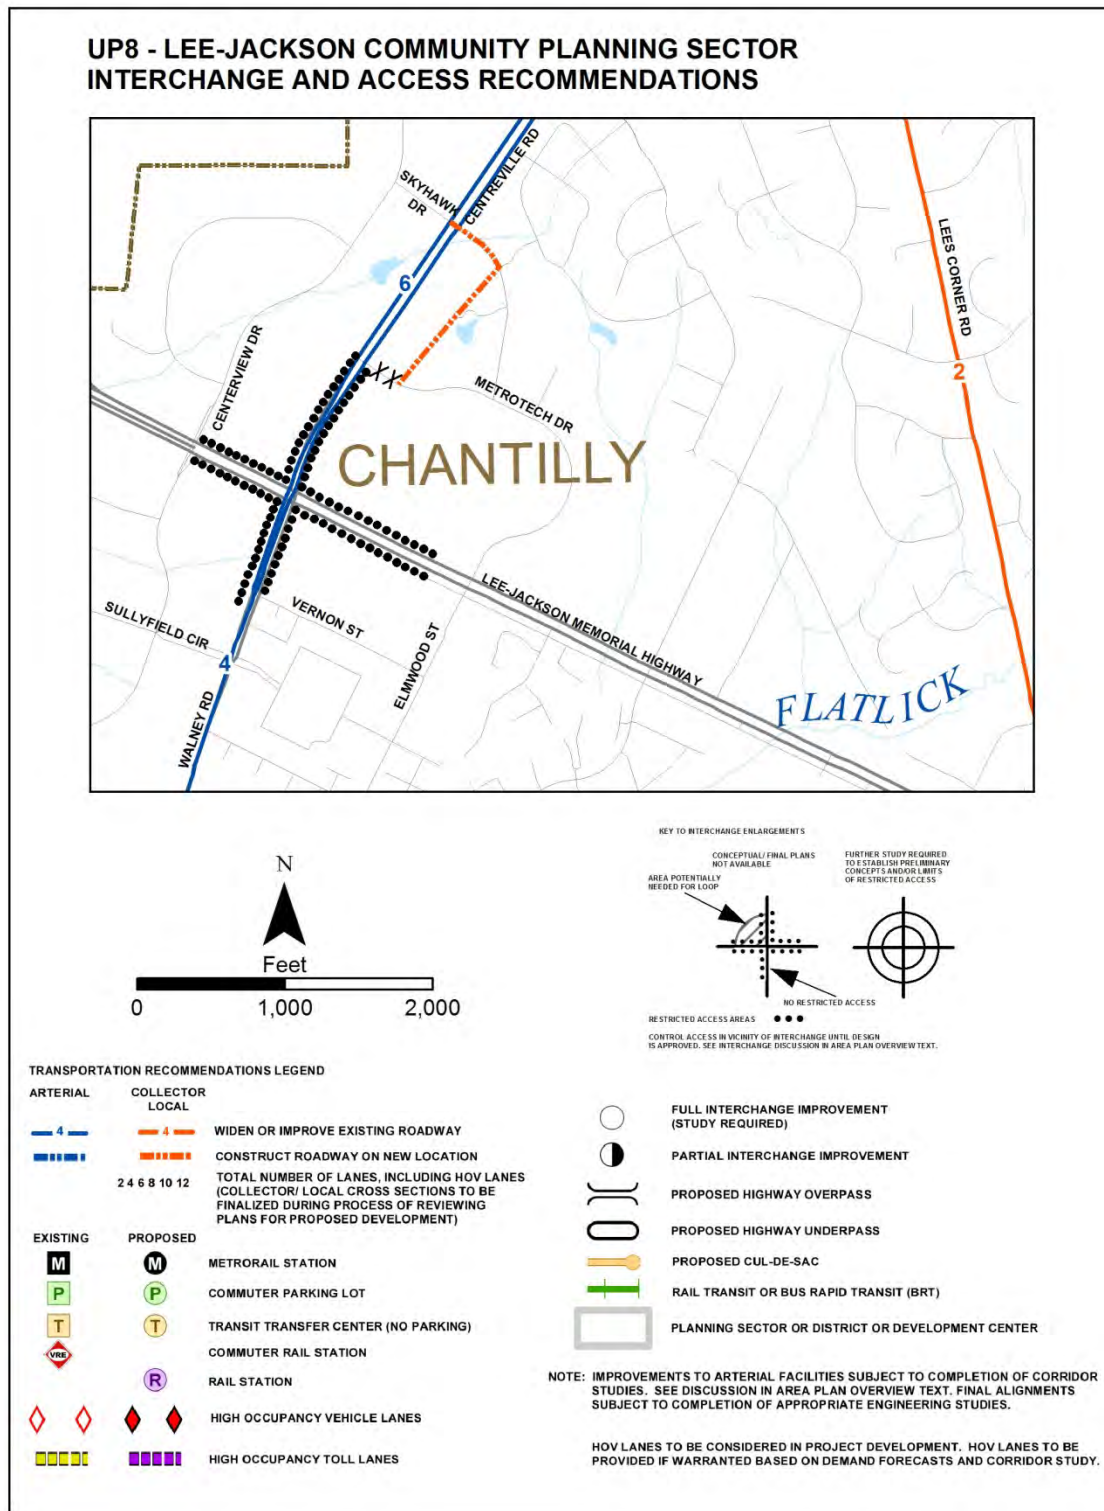 UP8 - LEE-JACKSON COMMUNITY PLANNING SECTOR
INTERCHANGE AND ACCESS RECOMMENDATIONS
SKYHAWK
DR
CENTREVILLE RD
LEES CORNER RD
6
2
CENTERVIEW DR
METROTECH DR
CHANTILLY
LEE-JACKSON MEMORIAL HIGHWAY
SULLYFIELD CIR
VERNON ST
ELMWOOD ST
4
WALNEY RD
FLATLICK
N
Feet
0 1,000 2,000
KEY TO INTERCHANGE ENLARGEMENTS
CONCEPTUAL/ FINAL PLANS
NOT AVAILABLE
AREA POTENTIALLY
NEEDED FOR LOOP
FURTHER STUDY REQUIRED
TO ESTABLISH PRELIMINARY
CONCEPTS AND/OR LIMITS
OF RESTRICTED ACCESS
NO RESTRICTED ACCESS
RESTRICTED ACCESS AREAS
CONTROL ACCESS IN VICINITY OF INTERCHANGE UNTIL DESIGN
IS APPROVED. SEE INTERCHANGE DISCUSSION IN AREA PLAN OVERVIEW TEXT.
TRANSPORTATION RECOMMENDATIONS LEGEND
ARTERIAL COLLECTOR
LOCAL
4 4 WIDEN OR IMPROVE EXISTING ROADWAY
CONSTRUCT ROADWAY ON NEW LOCATION
2 4 6 8 10 12 TOTAL NUMBER OF LANES, INCLUDING HOV LANES
(COLLECTOR/ LOCAL CROSS SECTIONS TO BE
FINALIZED DURING PROCESS OF REVIEWING
PLANS FOR PROPOSED DEVELOPMENT)
EXISTING PROPOSED
M M METRORAIL STATION
P P COMMUTER PARKING LOT
T T TRANSIT TRANSFER CENTER (NO PARKING)
VRE COMMUTER RAIL STATION
R RAIL STATION
HIGH OCCUPANCY VEHICLE LANES
HIGH OCCUPANCY TOLL LANES
FULL INTERCHANGE IMPROVEMENT
(STUDY REQUIRED)
PARTIAL INTERCHANGE IMPROVEMENT
PROPOSED HIGHWAY OVERPASS
PROPOSED HIGHWAY UNDERPASS
PROPOSED CUL-DE-SAC
RAIL TRANSIT OR BUS RAPID TRANSIT (BRT)
PLANNING SECTOR OR DISTRICT OR DEVELOPMENT CENTER
NOTE: IMPROVEMENTS TO ARTERIAL FACILITIES SUBJECT TO COMPLETION OF CORRIDOR
STUDIES. SEE DISCUSSION IN AREA PLAN OVERVIEW TEXT. FINAL ALIGNMENTS
SUBJECT TO COMPLETION OF APPROPRIATE ENGINEERING STUDIES.
HOV LANES TO BE CONSIDERED IN PROJECT DEVELOPMENT. HOV LANES TO BE
PROVIDED IF WARRANTED BASED ON DEMAND FORECASTS AND CORRIDOR STUDY.